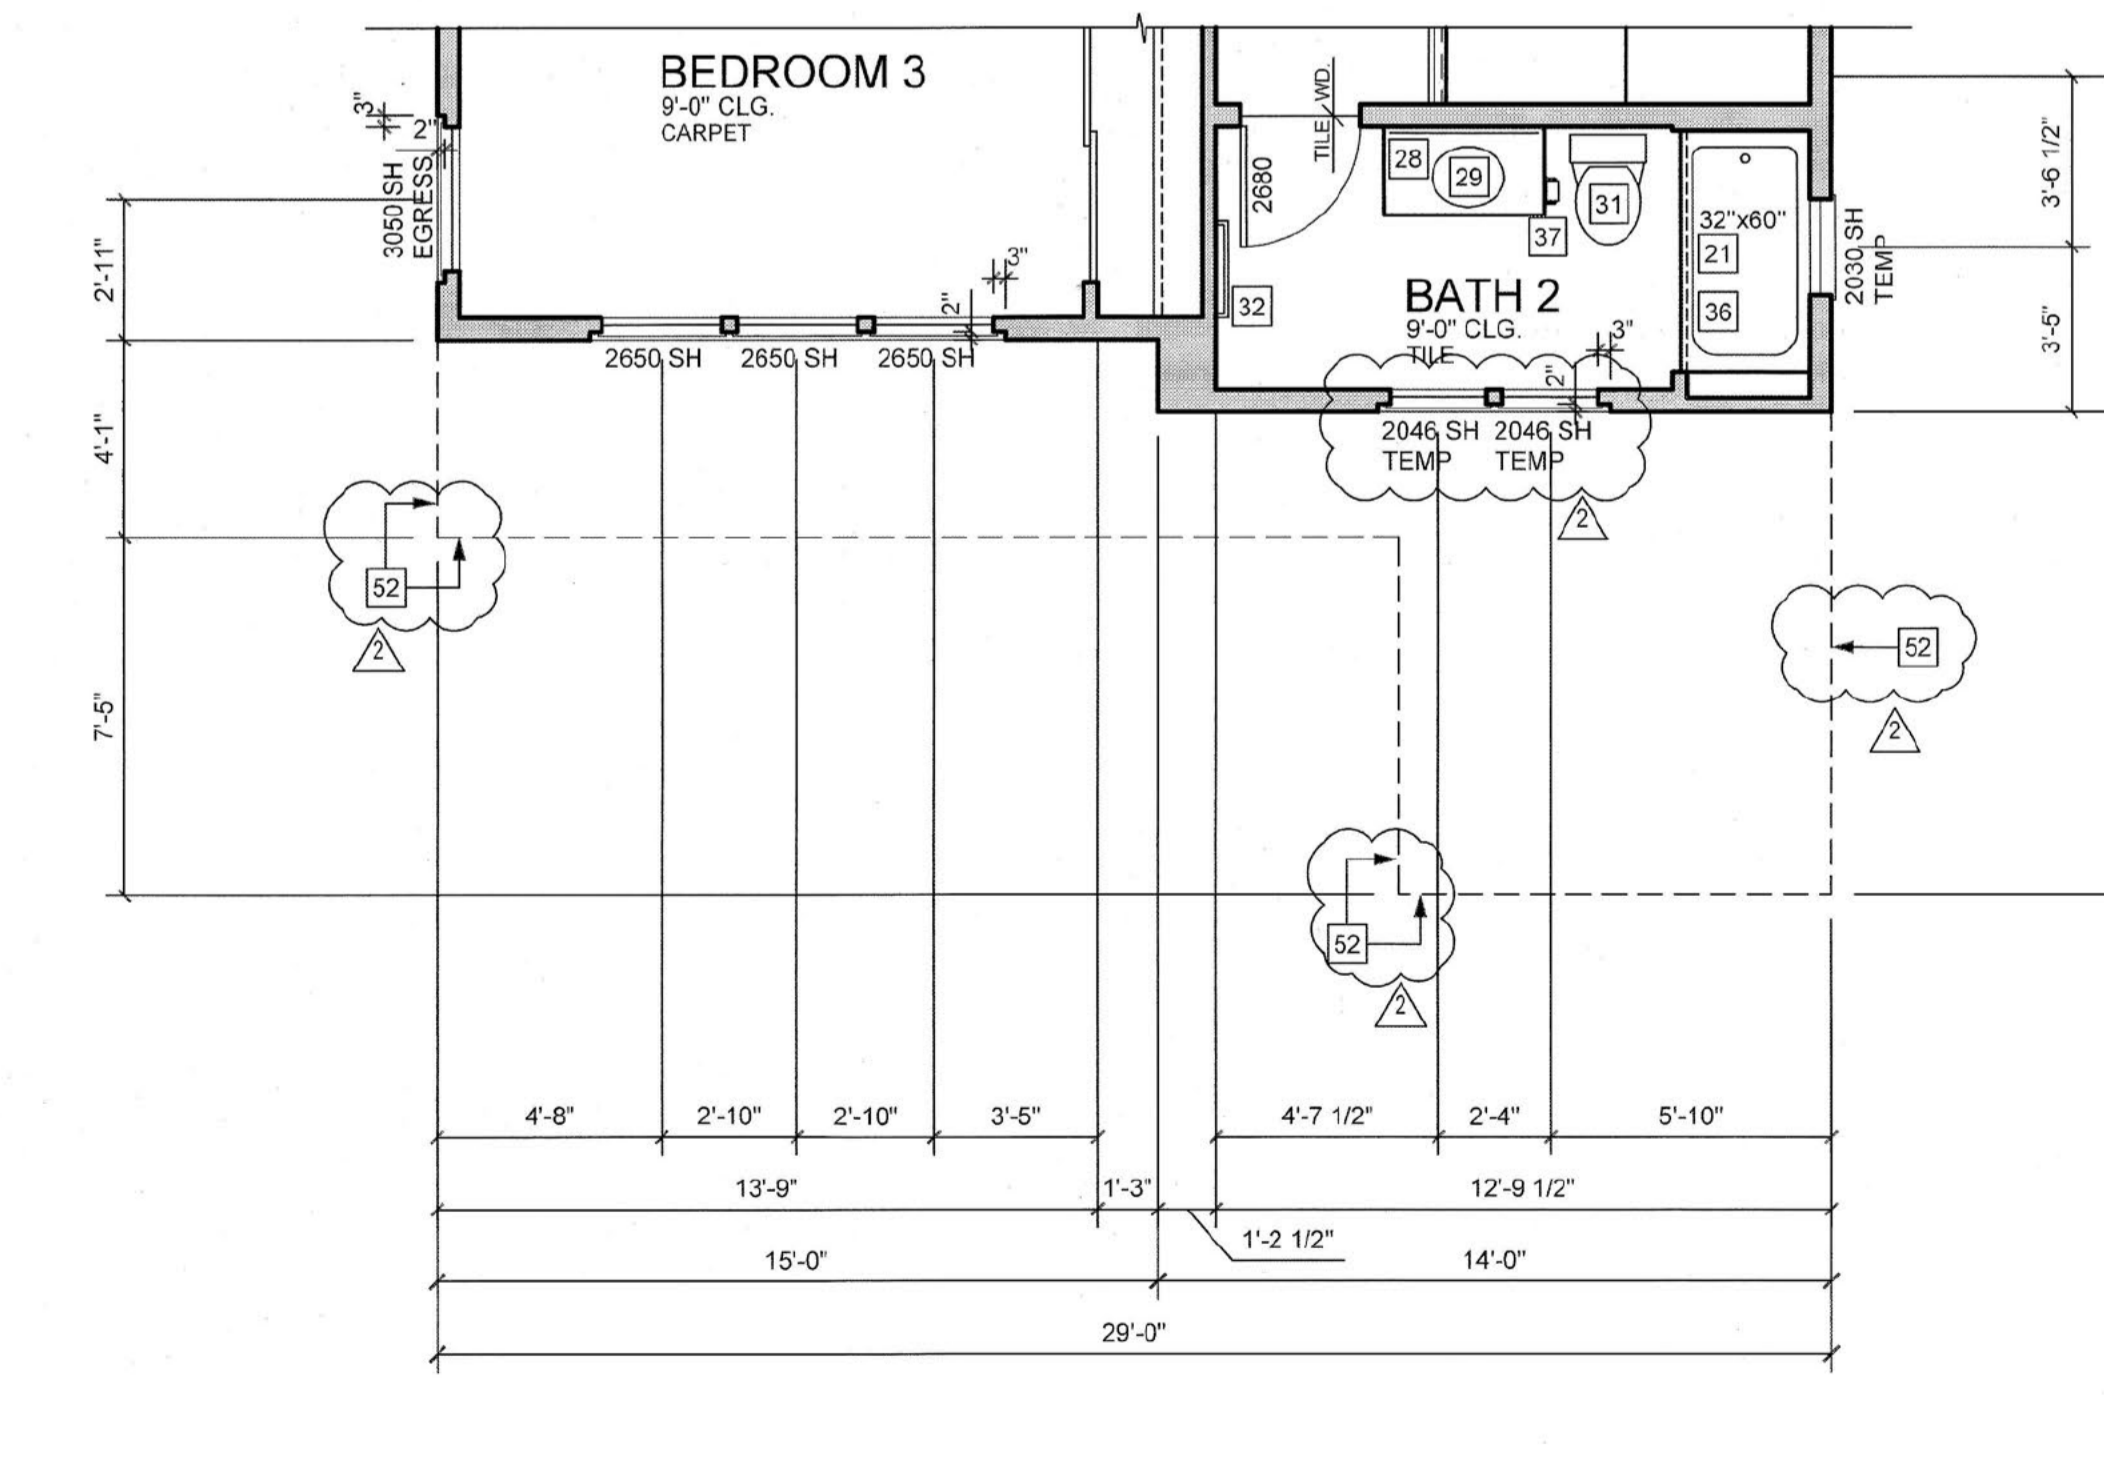 BEDROOM 3
9'-0" CLG.
CARPET
3"
2"
3050 SH
EGRESS
2'-11"
4'-1"
7'-5"
3"
2"
2650 SH
2650 SH
2650 SH
2680
TILE
WD.
28
29
31
37
32
32"x60"
21
36
BATH 2
9'-0" CLG.
TILE
3"
2"
2046 SH
TEMP
2046 SH
TEMP
2
2030 SH
TEMP
3'-6 1/2"
3'-5"
52
2
52
2
52
2
4'-8"
2'-10"
2'-10"
3'-5"
4'-7 1/2"
2'-4"
5'-10"
13'-9"
1'-3"
12'-9 1/2"
1'-2 1/2"
15'-0"
14'-0"
29'-0"